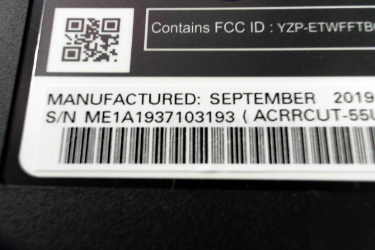 Contains FCC ID : YZP-ETWFFTB
MANUFACTURED: SEPTEMBER 2019
S/N ME1A1937103193 ( ACRRCUT-55U